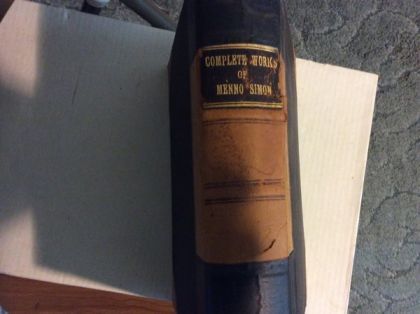 COMPLETE WORKS
OF
MENNO SIMON